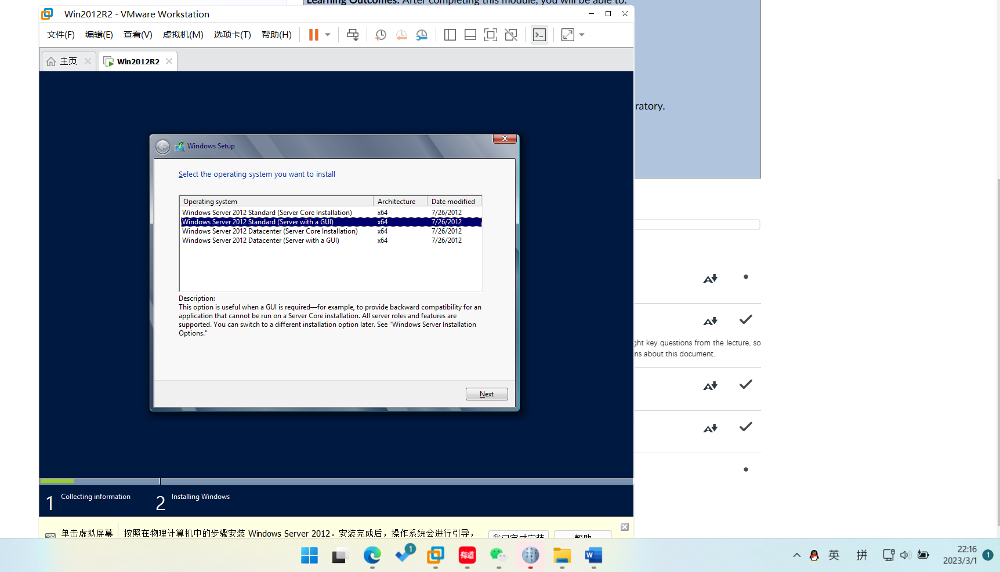 Learning Outcomes: After completing this module, you will be able to:
Win2012R2 - VMware Workstation
文件(F) 编辑(E) 查看(V) 虚拟机(M) 选项卡(T) 帮助(H)
主页 Win2012R2
ratory.
Windows Setup
Select the operating system you want to install
Operating system Architecture Date modified
Windows Server 2012 Standard (Server Core Installation) x64 7/26/2012
Windows Server 2012 Standard (Server with a GUI) x64 7/26/2012
Windows Server 2012 Datacenter (Server Core Installation) x64 7/26/2012
Windows Server 2012 Datacenter (Server with a GUI) x64 7/26/2012
Description:
This option is useful when a GUI is required—for example, to provide backward compatibility for an
application that cannot be run on a Server Core installation. All server roles and features are
supported. You can switch to a different installation option later. See "Windows Server Installation
Options."
Next
ght key questions from the lecture, so
ns about this document.
1 Collecting information 2 Installing Windows
单击虚拟屏幕 按照在物理计算机中的步骤安装 Windows Server 2012。安装完成后，操作系统会进行引导，
我已完成安装 帮助
1
有道
W
英 拼
22:16
2023/3/1
1